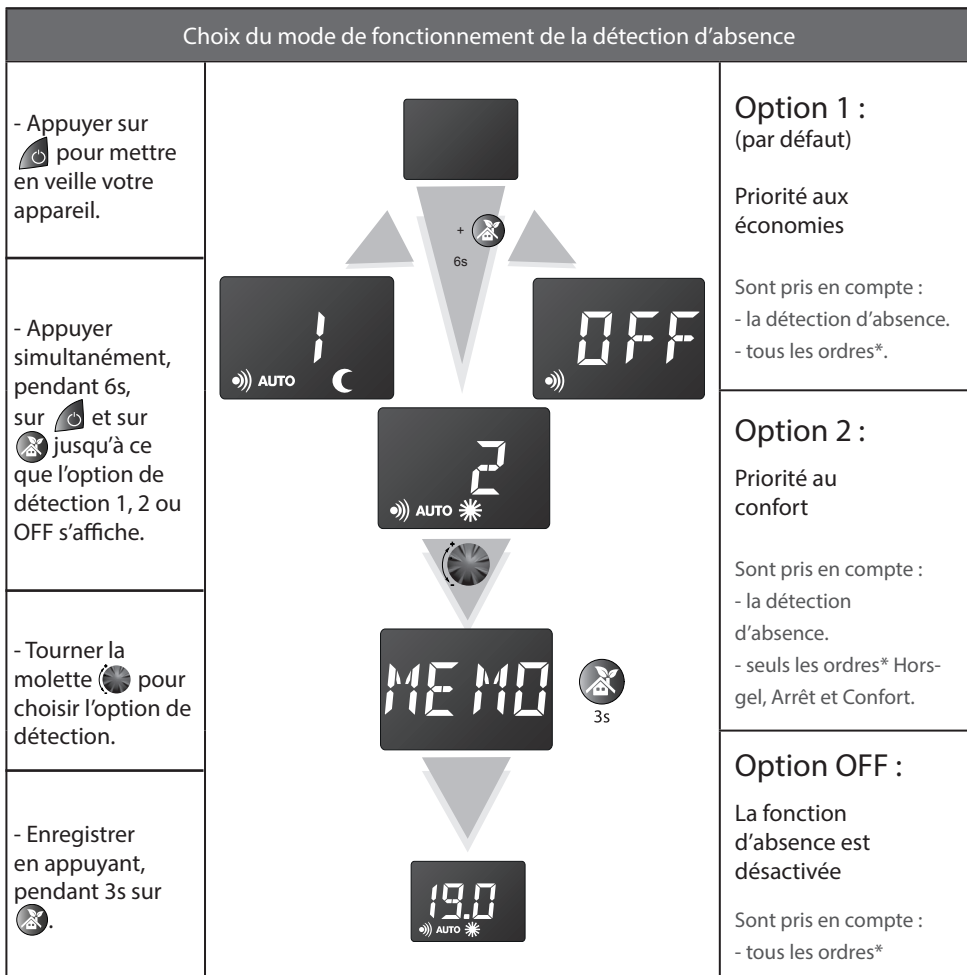 Choix du mode de fonctionnement de la détection d'absence
- Appuyer sur
pour mettre
en veille votre
appareil.
- Appuyer
simultanément,
pendant 6s,
sur et sur
jusqu'à ce
que l'option de
détection 1, 2 ou
OFF s'affiche.
- Tourner la
molette pour
choisir l'option de
détection.
- Enregistrer
en appuyant,
pendant 3s sur
.
+
6s
1
AUTO
OFF
2
AUTO
MEMO
3s
19.0
AUTO
Option 1 :
(par défaut)
Priorité aux
économies
Sont pris en compte :
- la détection d'absence.
- tous les ordres*.
Option 2 :
Priorité au
confort
Sont pris en compte :
- la détection
d'absence.
- seuls les ordres* Hors-
gel, Arrêt et Confort.
Option OFF :
La fonction
d'absence est
désactivée
Sont pris en compte :
- tous les ordres*